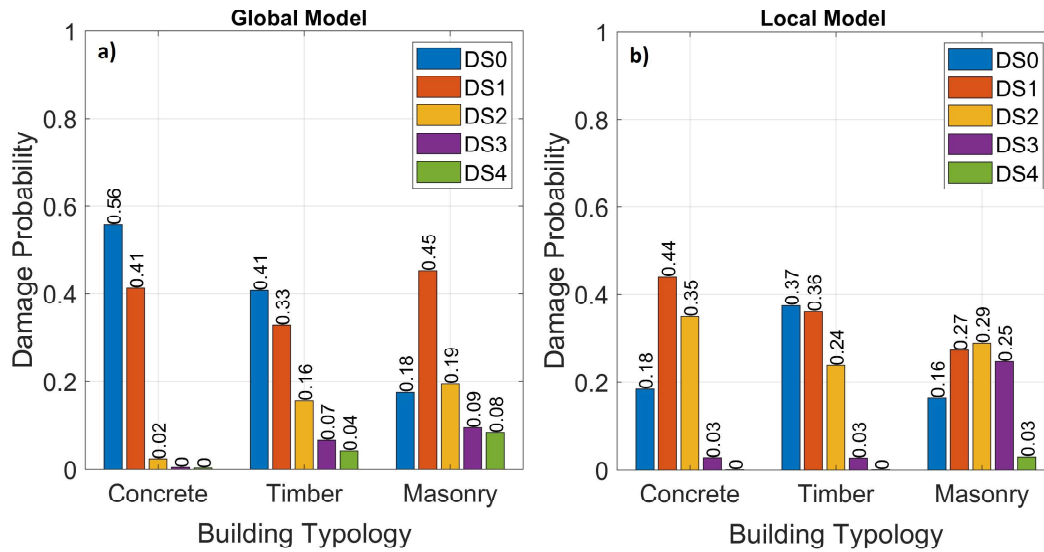 Global Model
a)
DS0
DS1
DS2
DS3
DS4
1
0.8
0.6
0.4
0.2
0
Damage Probability
0.56
0.41
0.02
0
0
0.41
0.33
0.16
0.07
0.04
0.18
0.45
0.19
0.09
0.08
Concrete
Timber
Masonry
Building Typology
Local Model
b)
DS0
DS1
DS2
DS3
DS4
1
0.8
0.6
0.4
0.2
0
Damage Probability
0.18
0.44
0.35
0.03
0
0.37
0.36
0.24
0.03
0
0.16
0.27
0.29
0.25
0.03
Concrete
Timber
Masonry
Building Typology